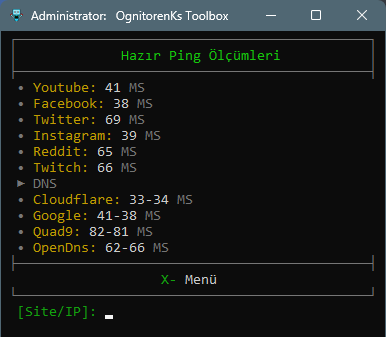 Administrator: OgnitorenKs Toolbox
Hazır Ping Ölçümleri
• Youtube: 41 MS
• Facebook: 38 MS
• Twitter: 69 MS
• Instagram: 39 MS
• Reddit: 65 MS
• Twitch: 66 MS
► DNS
• Cloudflare: 33-34 MS
• Google: 41-38 MS
• Quad9: 82-81 MS
• OpenDns: 62-66 MS
X- Menü
[Site/IP]: